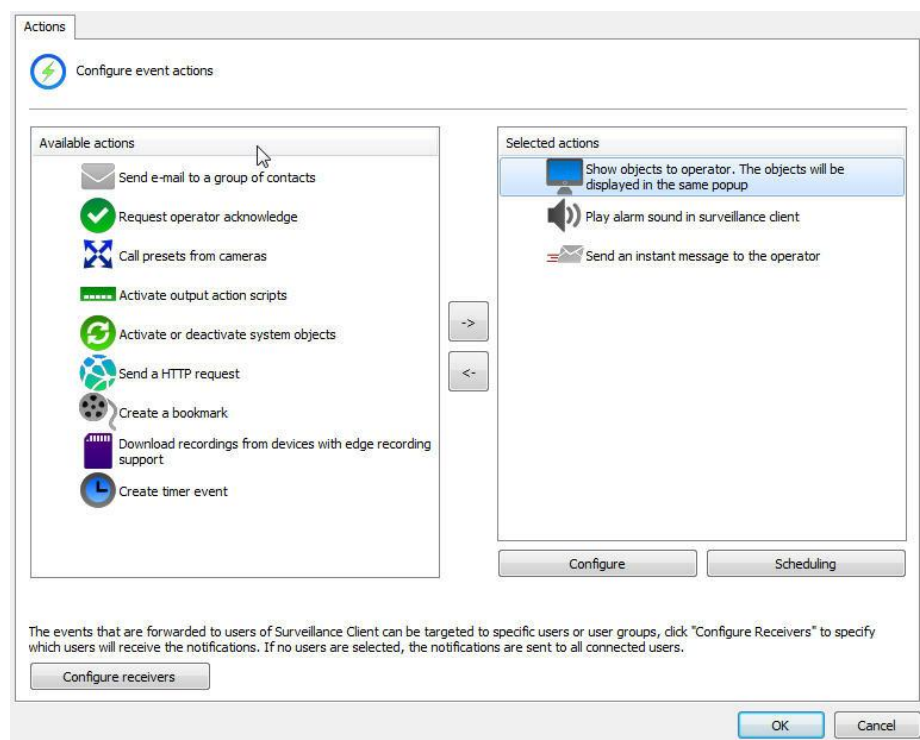 Actions
Configure event actions
Available actions
Send e-mail to a group of contacts
Request operator acknowledge
Call presets from cameras
Activate output action scripts
Activate or deactivate system objects
Send a HTTP request
Create a bookmark
Download recordings from devices with edge recording
support
Create timer event
->
<-
Selected actions
Show objects to operator. The objects will be
displayed in the same popup
Play alarm sound in surveillance client
Send an instant message to the operator
Configure
Scheduling
The events that are forwarded to users of Surveillance Client can be targeted to specific users or user groups, click "Configure Receivers" to specify
which users will receive the notifications. If no users are selected, the notifications are sent to all connected users.
Configure receivers
OK
Cancel